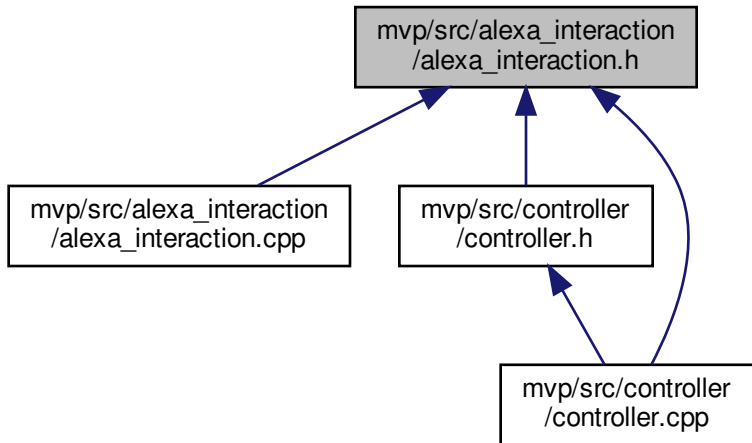 mvp/src/alexa_interaction
/alexa_interaction.h
mvp/src/alexa_interaction
/alexa_interaction.cpp
mvp/src/controller
/controller.h
mvp/src/controller
/controller.cpp